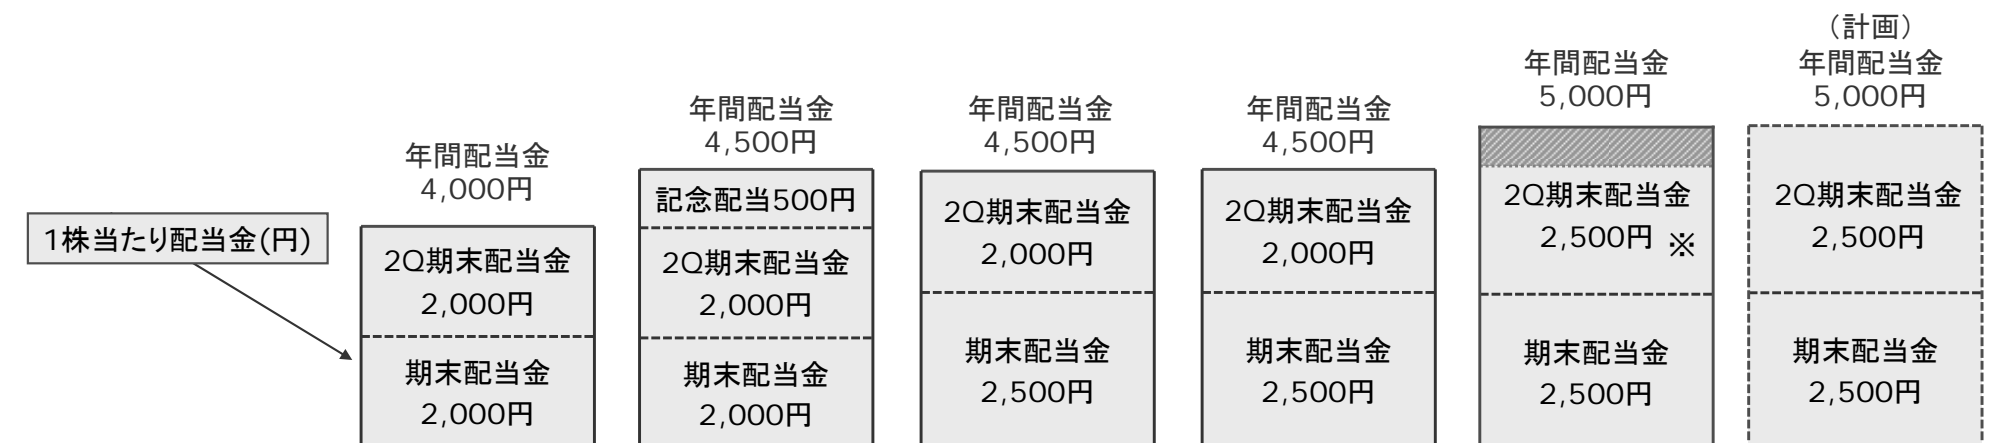 1株当たり配当金(円)
年間配当金
4,000円
2Q期末配当金
2,000円
期末配当金
2,000円
年間配当金
4,500円
記念配当500円
2Q期末配当金
2,000円
期末配当金
2,000円
年間配当金
4,500円
2Q期末配当金
2,000円
期末配当金
2,500円
年間配当金
4,500円
2Q期末配当金
2,000円
期末配当金
2,500円
年間配当金
5,000円
2Q期末配当金
2,500円 ※
期末配当金
2,500円
（計画）
年間配当金
5,000円
2Q期末配当金
2,500円
期末配当金
2,500円